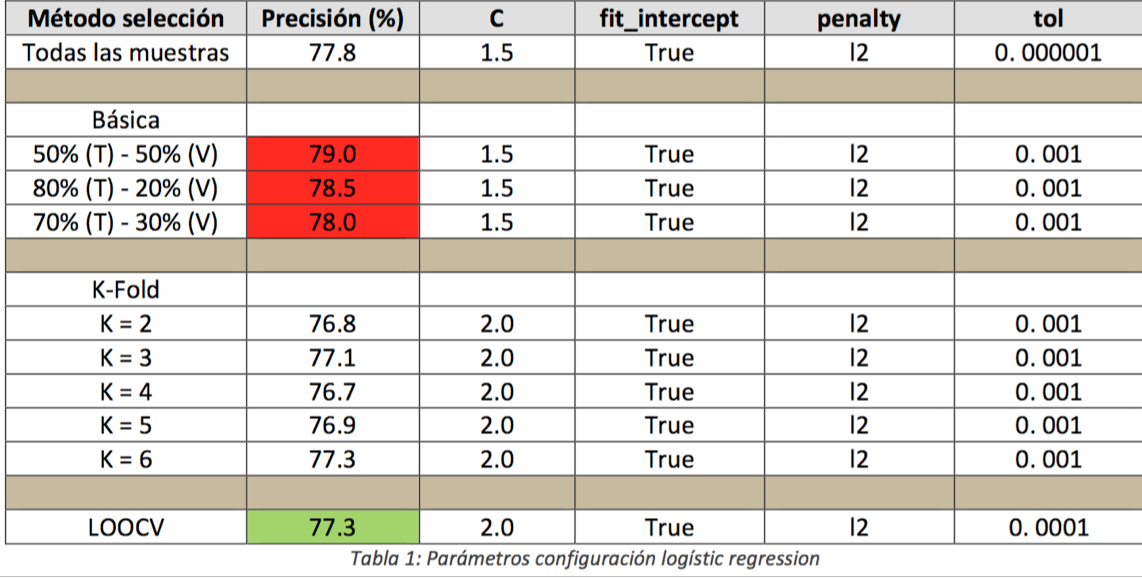 Método selección Precisión (%) C fit_intercept penalty tol
Todas las muestras 77.8 1.5 True l2 0. 000001
Básica
50% (T) - 50% (V) 79.0 1.5 True l2 0. 001
80% (T) - 20% (V) 78.5 1.5 True l2 0. 001
70% (T) - 30% (V) 78.0 1.5 True l2 0. 001
K-Fold
K = 2 76.8 2.0 True l2 0. 001
K = 3 77.1 2.0 True l2 0. 001
K = 4 76.7 2.0 True l2 0. 001
K = 5 76.9 2.0 True l2 0. 001
K = 6 77.3 2.0 True l2 0. 001
LOOCV 77.3 2.0 True l2 0. 0001
Tabla 1: Parámetros configuración logístic regression